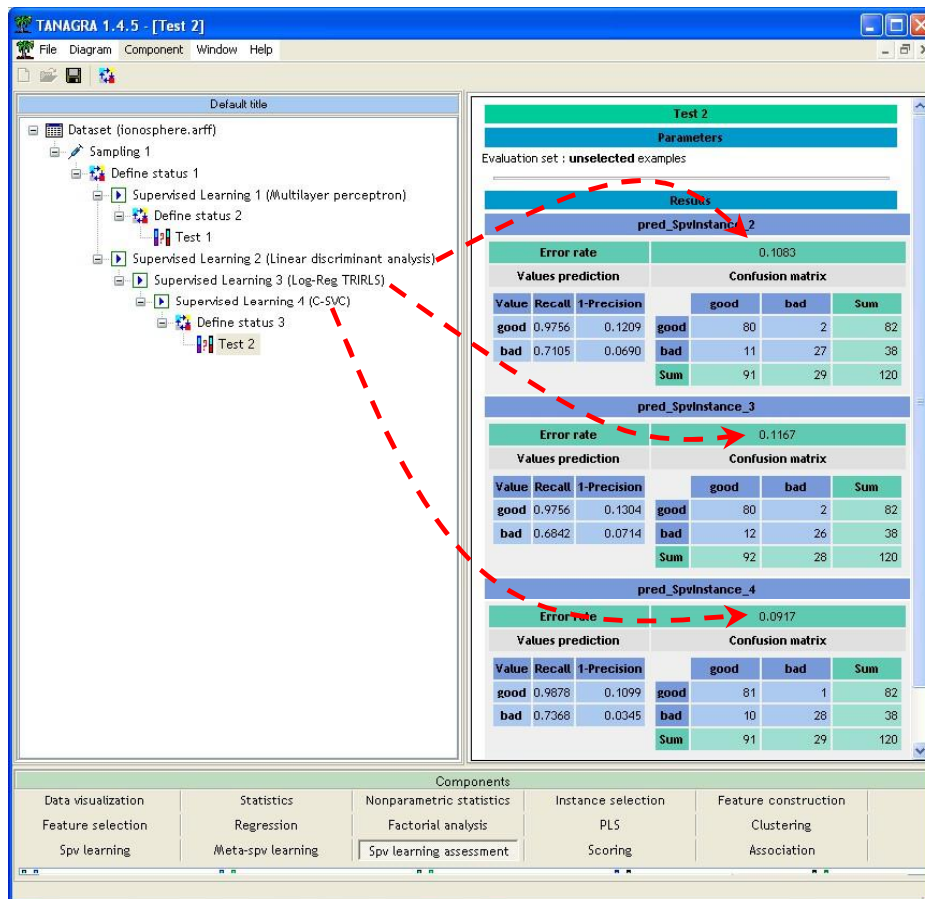 TANAGRA 1.4.5 - [Test 2]
File Diagram Component Window Help
Default title
Dataset (ionosphere.arff)
Sampling 1
Define status 1
Supervised Learning 1 (Multilayer perceptron)
Define status 2
Test 1
Supervised Learning 2 (Linear discriminant analysis)
Supervised Learning 3 (Log-Reg TRIRLS)
Supervised Learning 4 (C-SVC)
Define status 3
Test 2
Test 2
Parameters
Evaluation set : unselected examples
Results
pred_SpvInstance_2
Error rate 0.1083
Values prediction Confusion matrix
Value Recall 1-Precision good bad Sum
good 0.9756 0.1209 good 80 2 82
bad 0.7105 0.0690 bad 11 27 38
Sum 91 29 120
pred_SpvInstance_3
Error rate 0.1167
Values prediction Confusion matrix
Value Recall 1-Precision good bad Sum
good 0.9756 0.1304 good 80 2 82
bad 0.6842 0.0714 bad 12 26 38
Sum 92 28 120
pred_SpvInstance_4
Error rate 0.0917
Values prediction Confusion matrix
Value Recall 1-Precision good bad Sum
good 0.9878 0.1099 good 81 1 82
bad 0.7368 0.0345 bad 10 28 38
Sum 91 29 120
Components
Data visualization Statistics Nonparametric statistics Instance selection Feature construction
Feature selection Regression Factorial analysis PLS Clustering
Spv learning Meta-spv learning Spv learning assessment Scoring Association